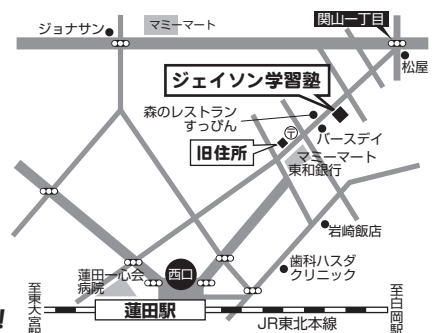 ジョナサン
マミーマート
関山一丁目
松屋
ジェイソン学習塾
森のレストラン
すっぴん
〒
バースデイ
旧住所
マミーマート
東和銀行
岩崎飯店
歯科ハスダ
クリニック
蓮田一心会
病院
西口
至東大宮駅
蓮田駅
JR東北本線
至白岡駅
!